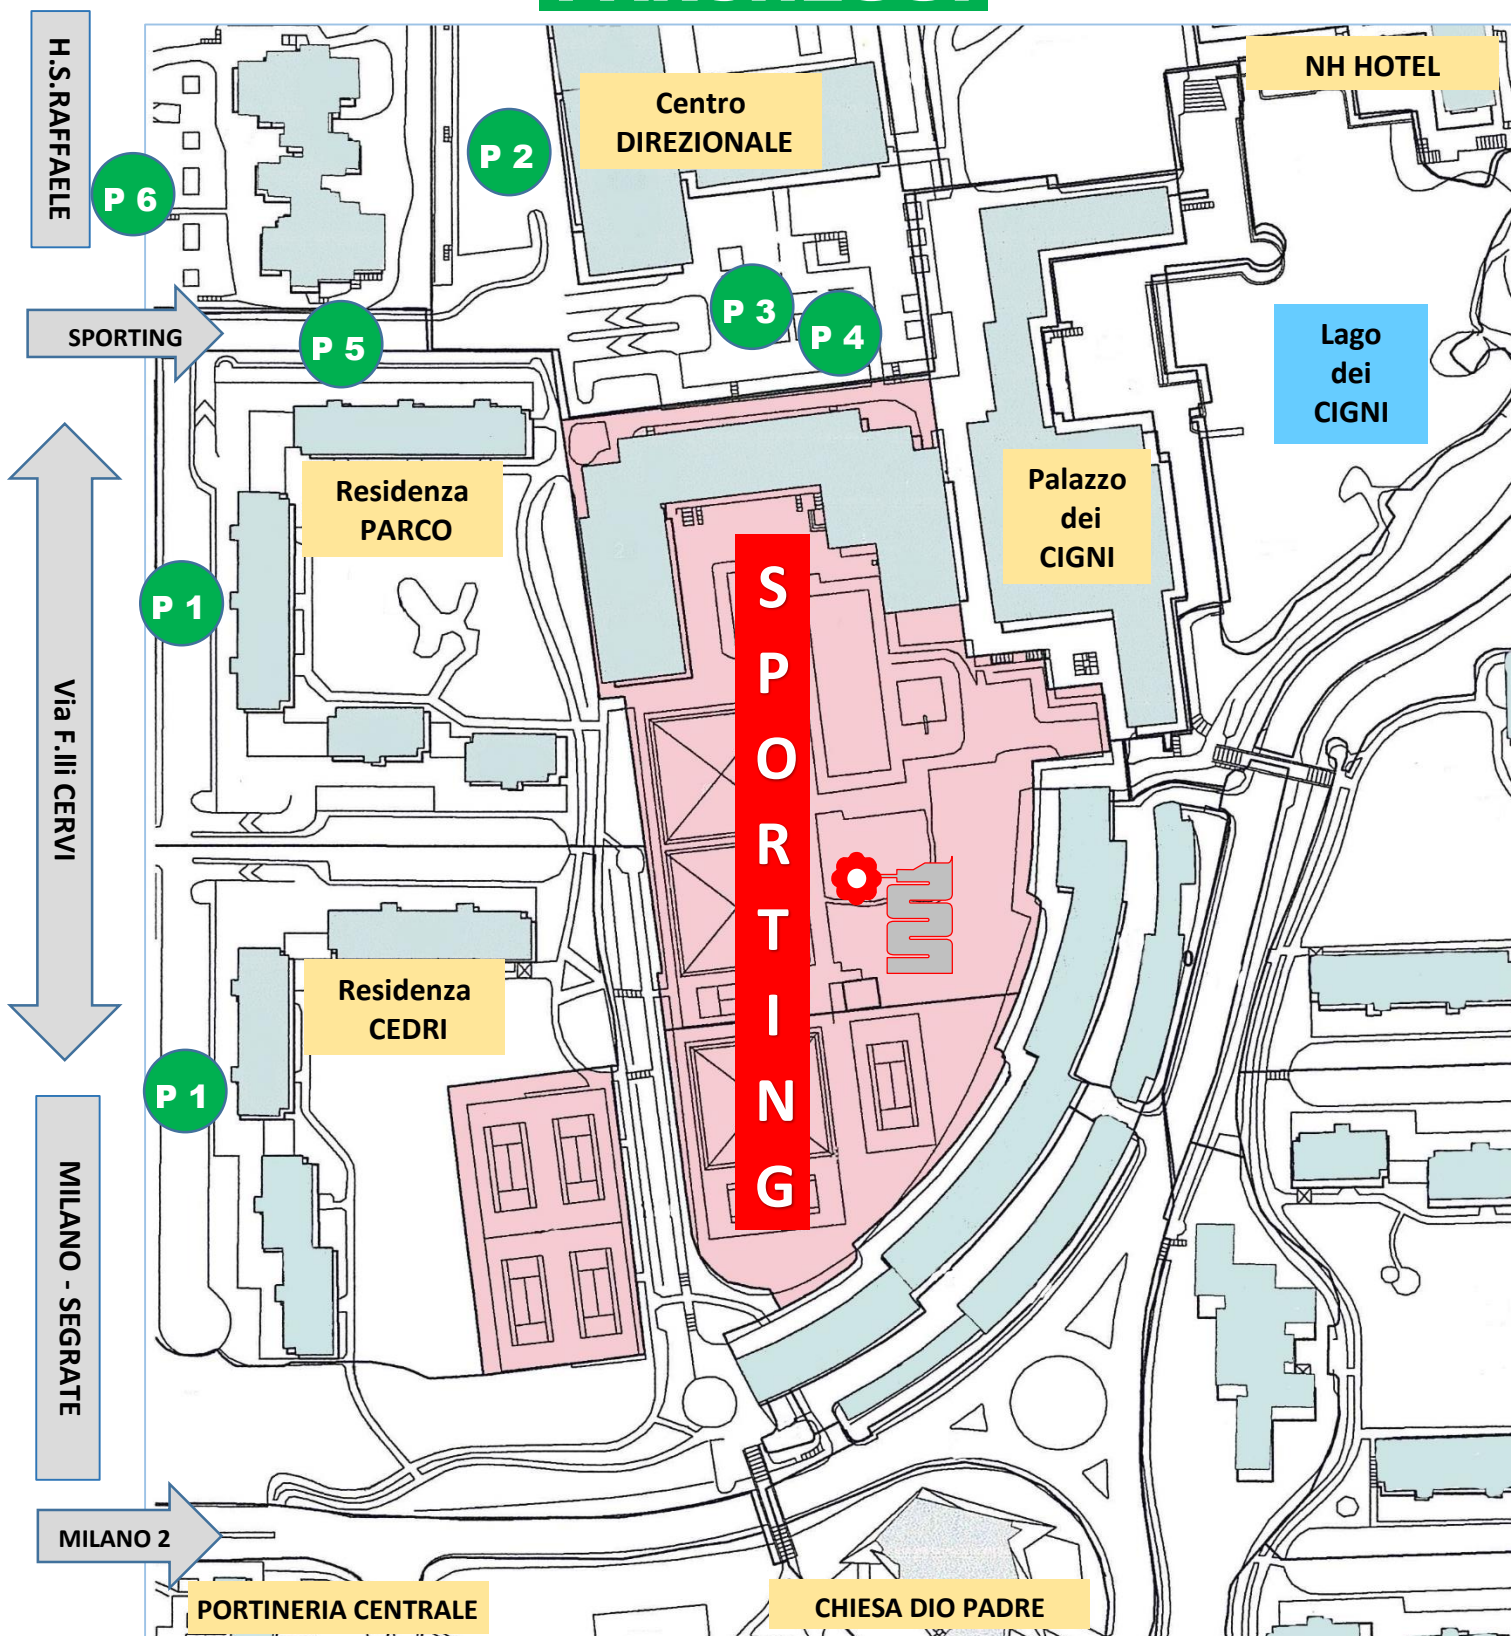 H.S.RAFFAELE
NH HOTEL
Centro
DIREZIONALE
P 2
P 6
P 3
P 4
SPORTING
P 5
Lago
dei
CIGNI
Residenza
PARCO
Palazzo
dei
CIGNI
P 1
Via F.lli CERVI
SPORTING
Residenza
CEDRI
P 1
MILANO - SEGRATE
MILANO 2
PORTINERIA CENTRALE
CHIESA DIO PADRE